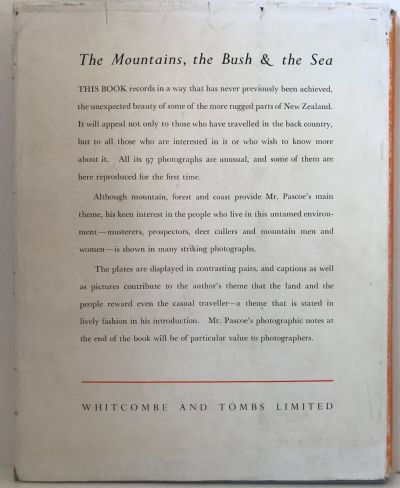 The Mountains, the Bush & the Sea
THIS BOOK records in a way that has never previously been achieved,
the unexpected beauty of some of the more rugged parts of New Zealand.
It will appeal not only to those who have travelled in the back country,
but to all those who are interested in it or who wish to know more
about it. All its 97 photographs are unusual, and some of them are
here reproduced for the first time.
Although mountain, forest and coast provide Mr. Pascoe's main
theme, his keen interest in the people who live in this untamed environ-
ment—musterers, prospectors, deer cullers and mountain men and
women—is shown in many striking photographs.
The plates are displayed in contrasting pairs, and captions as well
as pictures contribute to the author's theme that the land and the
people reward even the casual traveller—a theme that is stated in
lively fashion in his introduction. Mr. Pascoe's photographic notes at
the end of the book will be of particular value to photographers.
WHITCOMBE AND TOMBS LIMITED